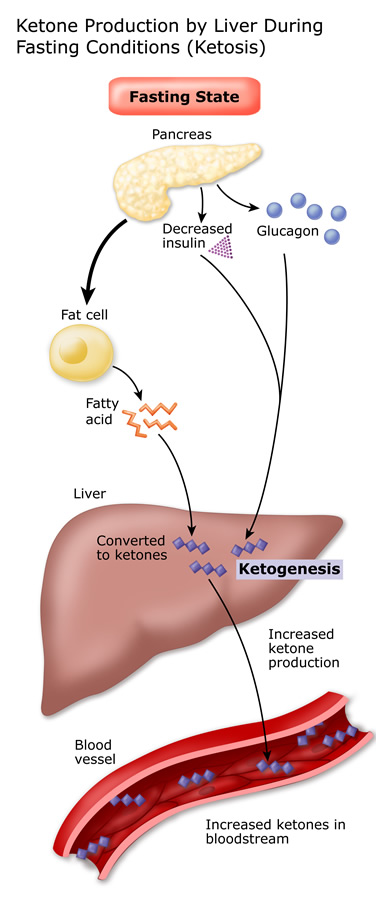 Ketone Production by Liver During
Fasting Conditions (Ketosis)
Fasting State
Pancreas
Decreased
insulin
Glucagon
Fat cell
Fatty
acid
Liver
Converted
to ketones
Ketogenesis
Increased
ketone
production
Blood
vessel
Increased ketones in
bloodstream